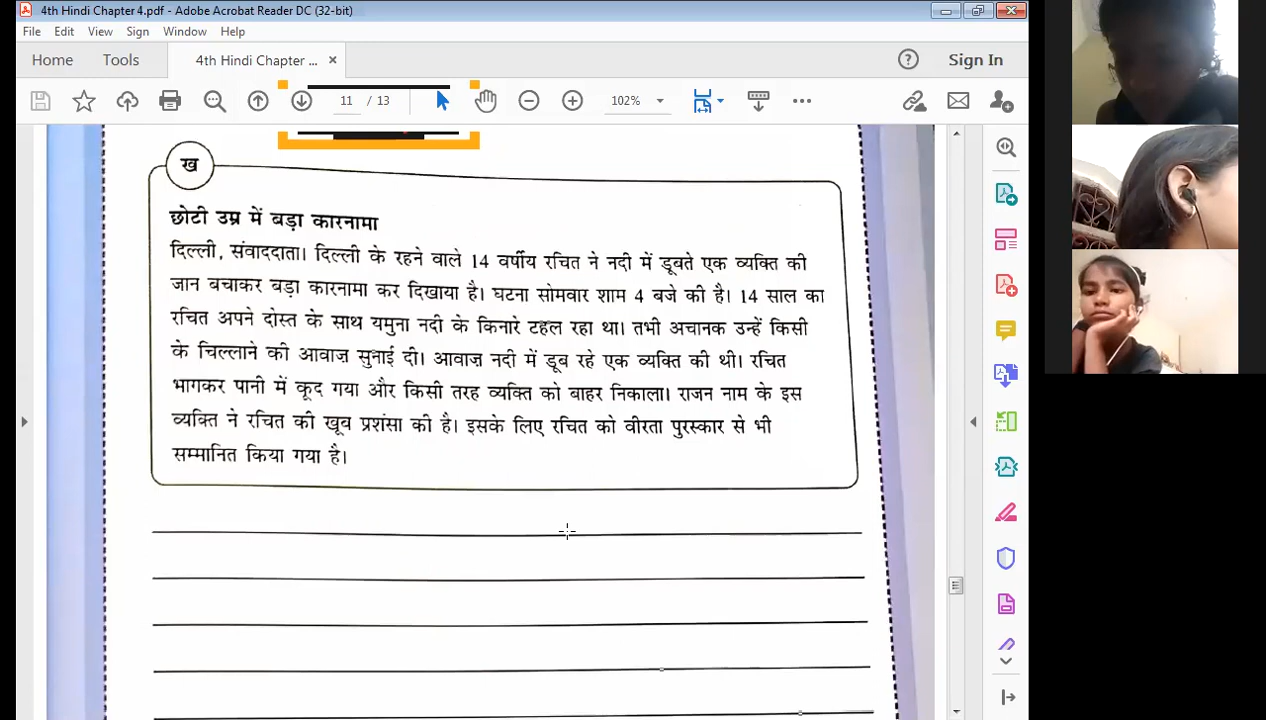 4th Hindi Chapter 4.pdf - Adobe Acrobat Reader DC (32-bit)
File Edit View Sign Window Help
Home Tools 4th Hindi Chapter ... × Sign In
11 / 13 102%
ख
छोटी उम्र में बड़ा कारनामा
दिल्ली, संवाददाता। दिल्ली के रहने वाले 14 वर्षीय रचित ने नदी में डूबते एक व्यक्ति की
जान बचाकर बड़ा कारनामा कर दिखाया है। घटना सोमवार शाम 4 बजे की है। 14 साल का
रचित अपने दोस्त के साथ यमुना नदी के किनारे टहल रहा था। तभी अचानक उन्हें किसी
के चिल्लाने की आवाज़ सुनाई दी। आवाज़ नदी में डूब रहे एक व्यक्ति की थी। रचित
भागकर पानी में कूद गया और किसी तरह व्यक्ति को बाहर निकाला। राजन नाम के इस
व्यक्ति ने रचित की खूब प्रशंसा की है। इसके लिए रचित को वीरता पुरस्कार से भी
सम्मानित किया गया है।